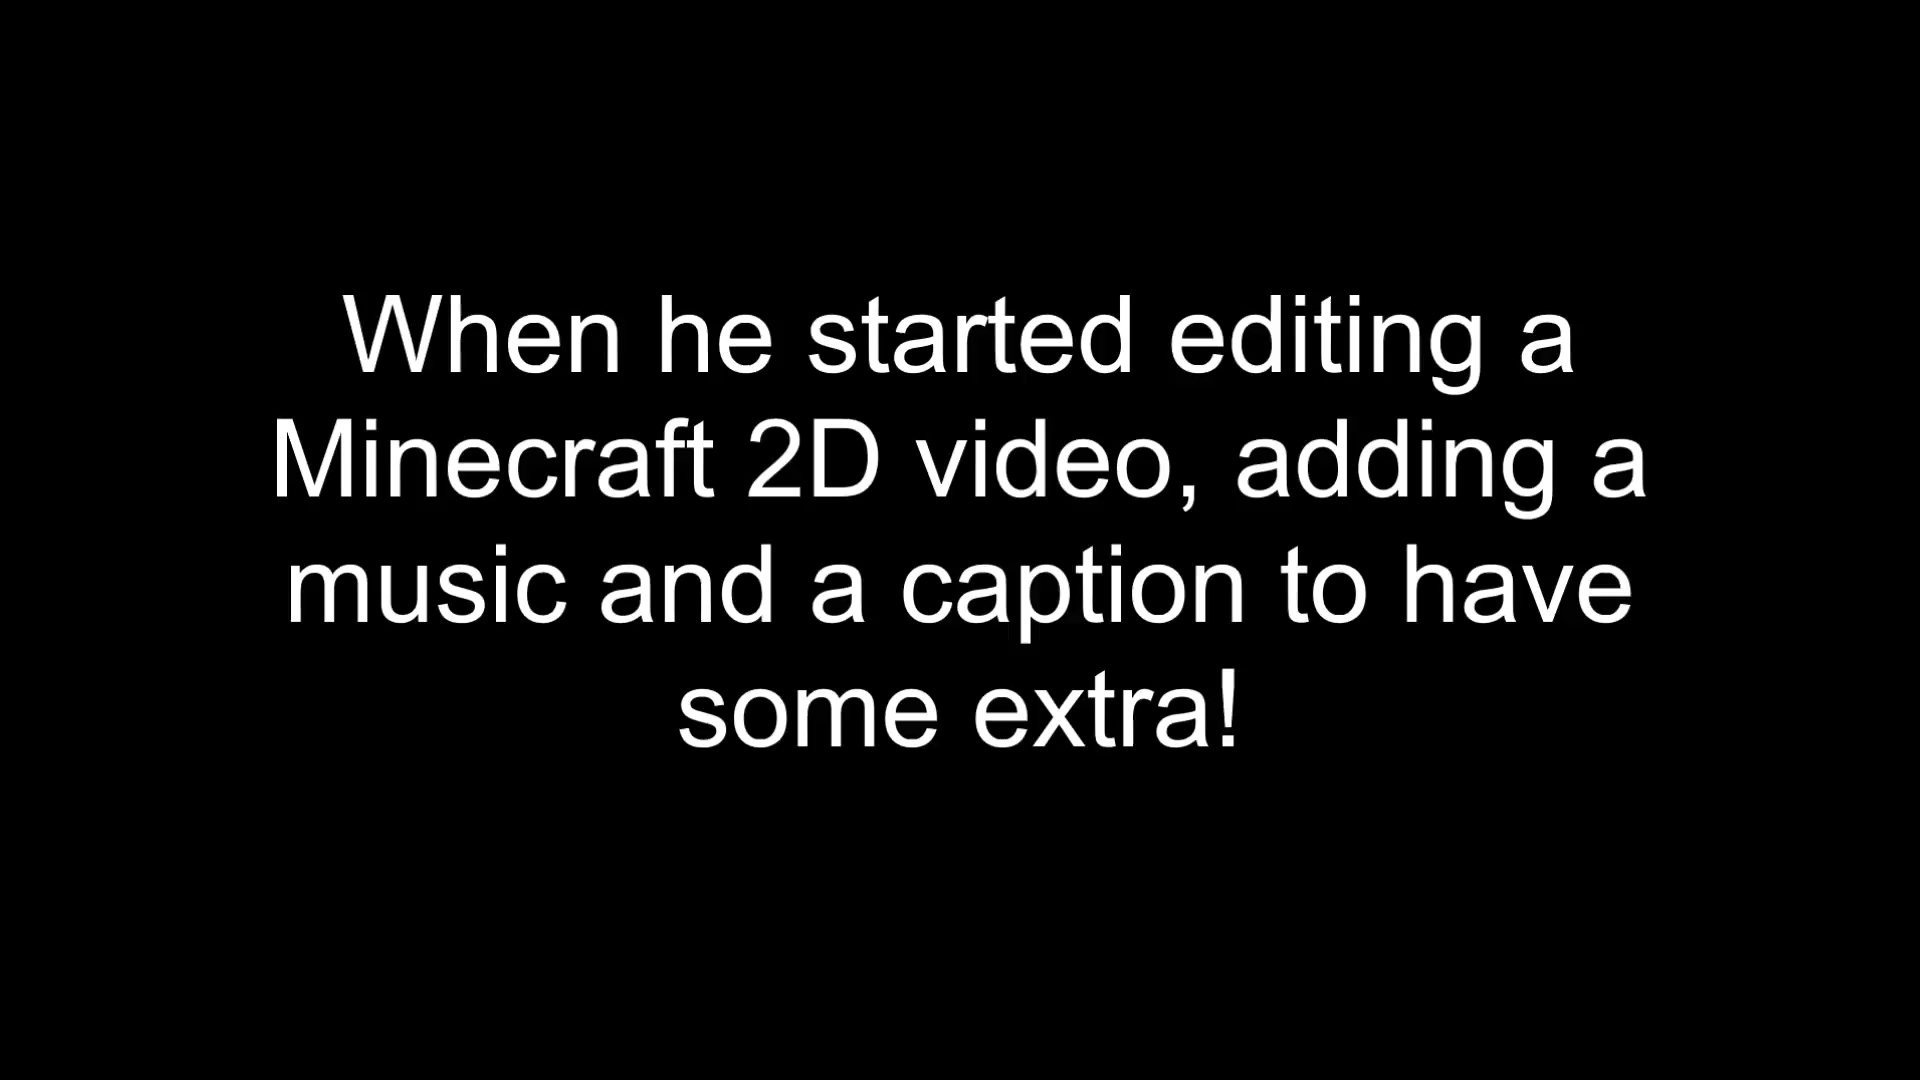 When he started editing a
Minecraft 2D video, adding a
music and a caption to have
some extra!